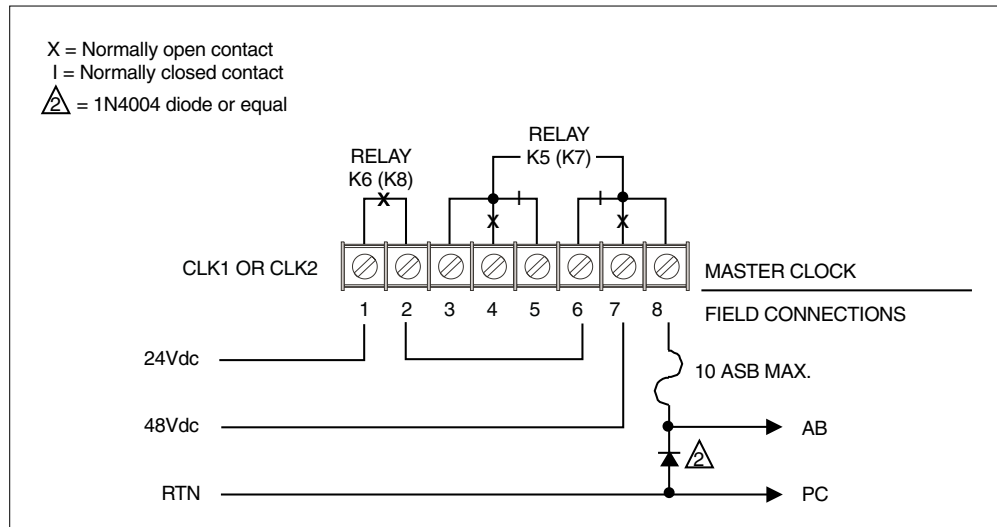 X = Normally open contact
I = Normally closed contact
2 = 1N4004 diode or equal
RELAY
K6 (K8)
RELAY
K5 (K7)
X
X
X
CLK1 OR CLK2
MASTER CLOCK
1 2 3 4 5 6 7 8
FIELD CONNECTIONS
24Vdc
10 ASB MAX.
48Vdc
AB
2
RTN
PC